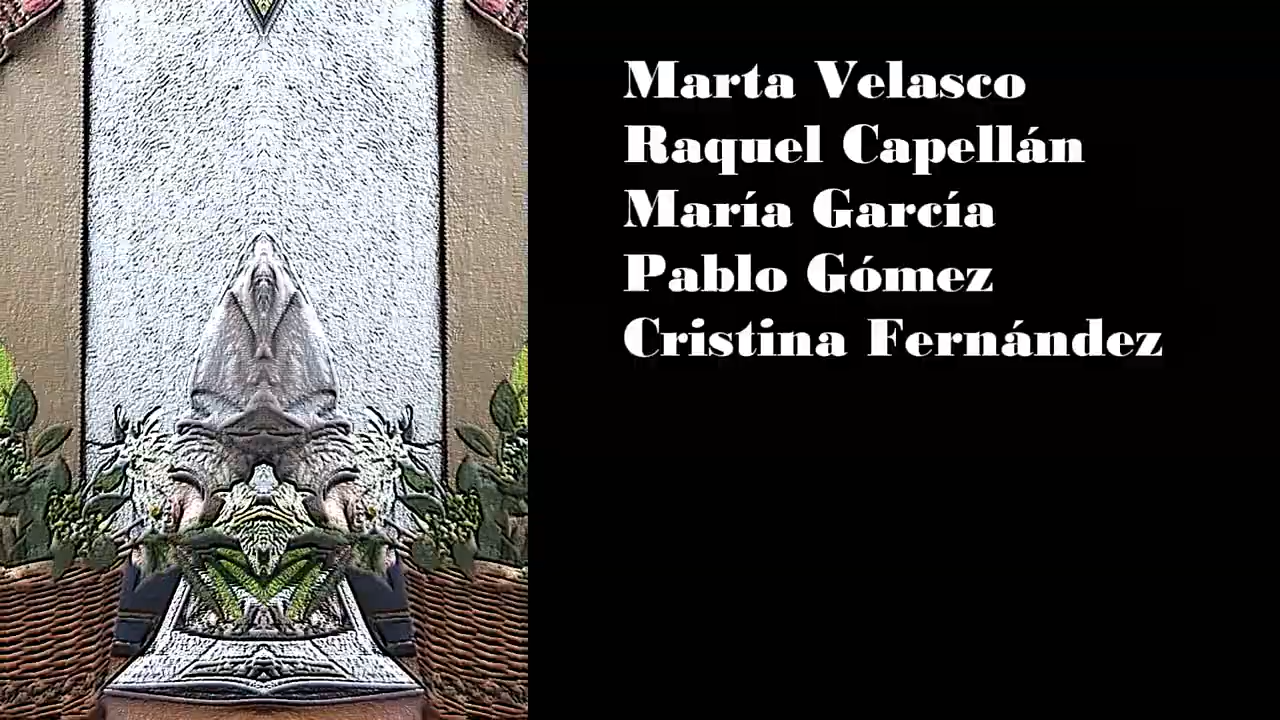 Marta Velasco
Raquel Capellán
María García
Pablo Gómez
Cristina Fernández